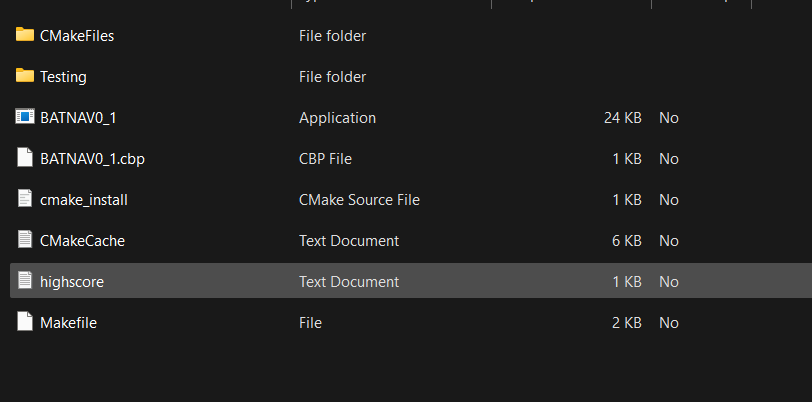 CMakeFiles File folder
Testing File folder
BATNAV0_1 Application 24 KB No
BATNAV0_1.cbp CBP File 1 KB No
cmake_install CMake Source File 1 KB No
CMakeCache Text Document 6 KB No
highscore Text Document 1 KB No
Makefile File 2 KB No